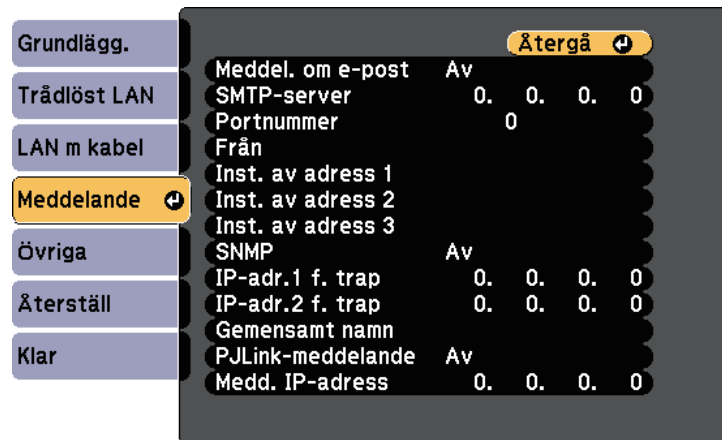 Grundlägg.
Trådlöst LAN
LAN m kabel
Meddelande
Övriga
Återställ
Klar
Återgå
Meddel. om e-post Av
SMTP-server 0. 0. 0. 0
Portnummer 0
Från
Inst. av adress 1
Inst. av adress 2
Inst. av adress 3
SNMP Av
IP-adr.1 f. trap 0. 0. 0. 0
IP-adr.2 f. trap 0. 0. 0. 0
Gemensamt namn
PJLink-meddelande Av
Medd. IP-adress 0. 0. 0. 0